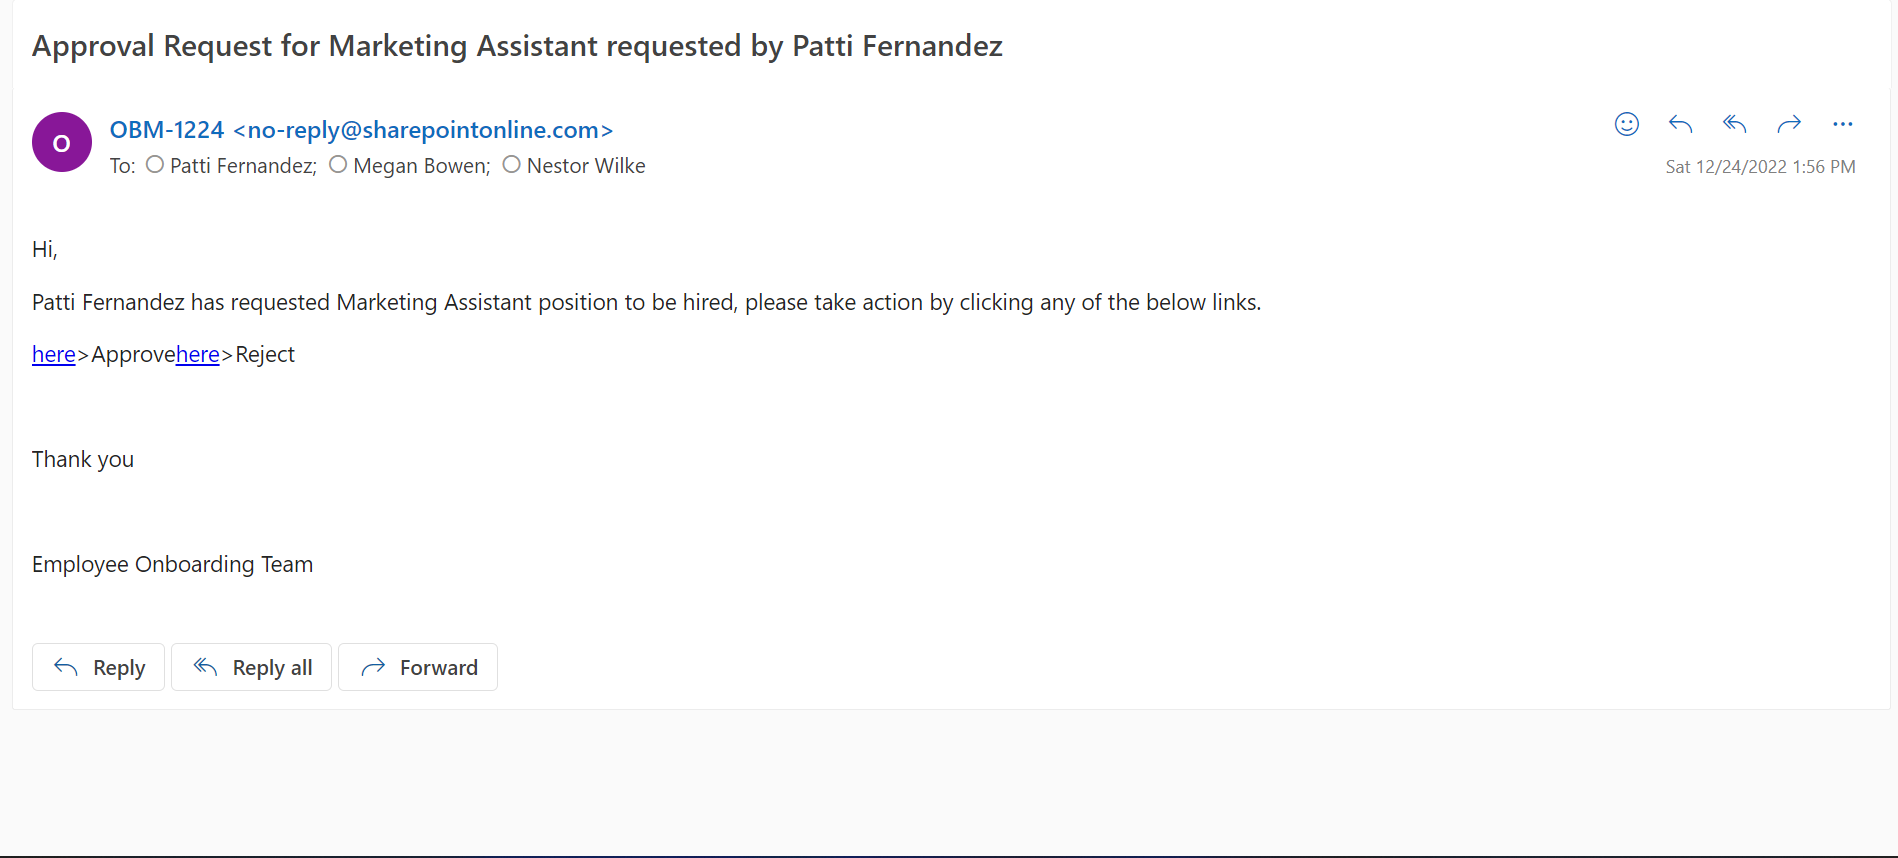 Approval Request for Marketing Assistant requested by Patti Fernandez
O
OBM-1224 <no-reply@sharepointonline.com>
To: Patti Fernandez; Megan Bowen; Nestor Wilke
Sat 12/24/2022 1:56 PM
Hi,
Patti Fernandez has requested Marketing Assistant position to be hired, please take action by clicking any of the below links.
here>Approvehere>Reject
Thank you
Employee Onboarding Team
Reply Reply all Forward